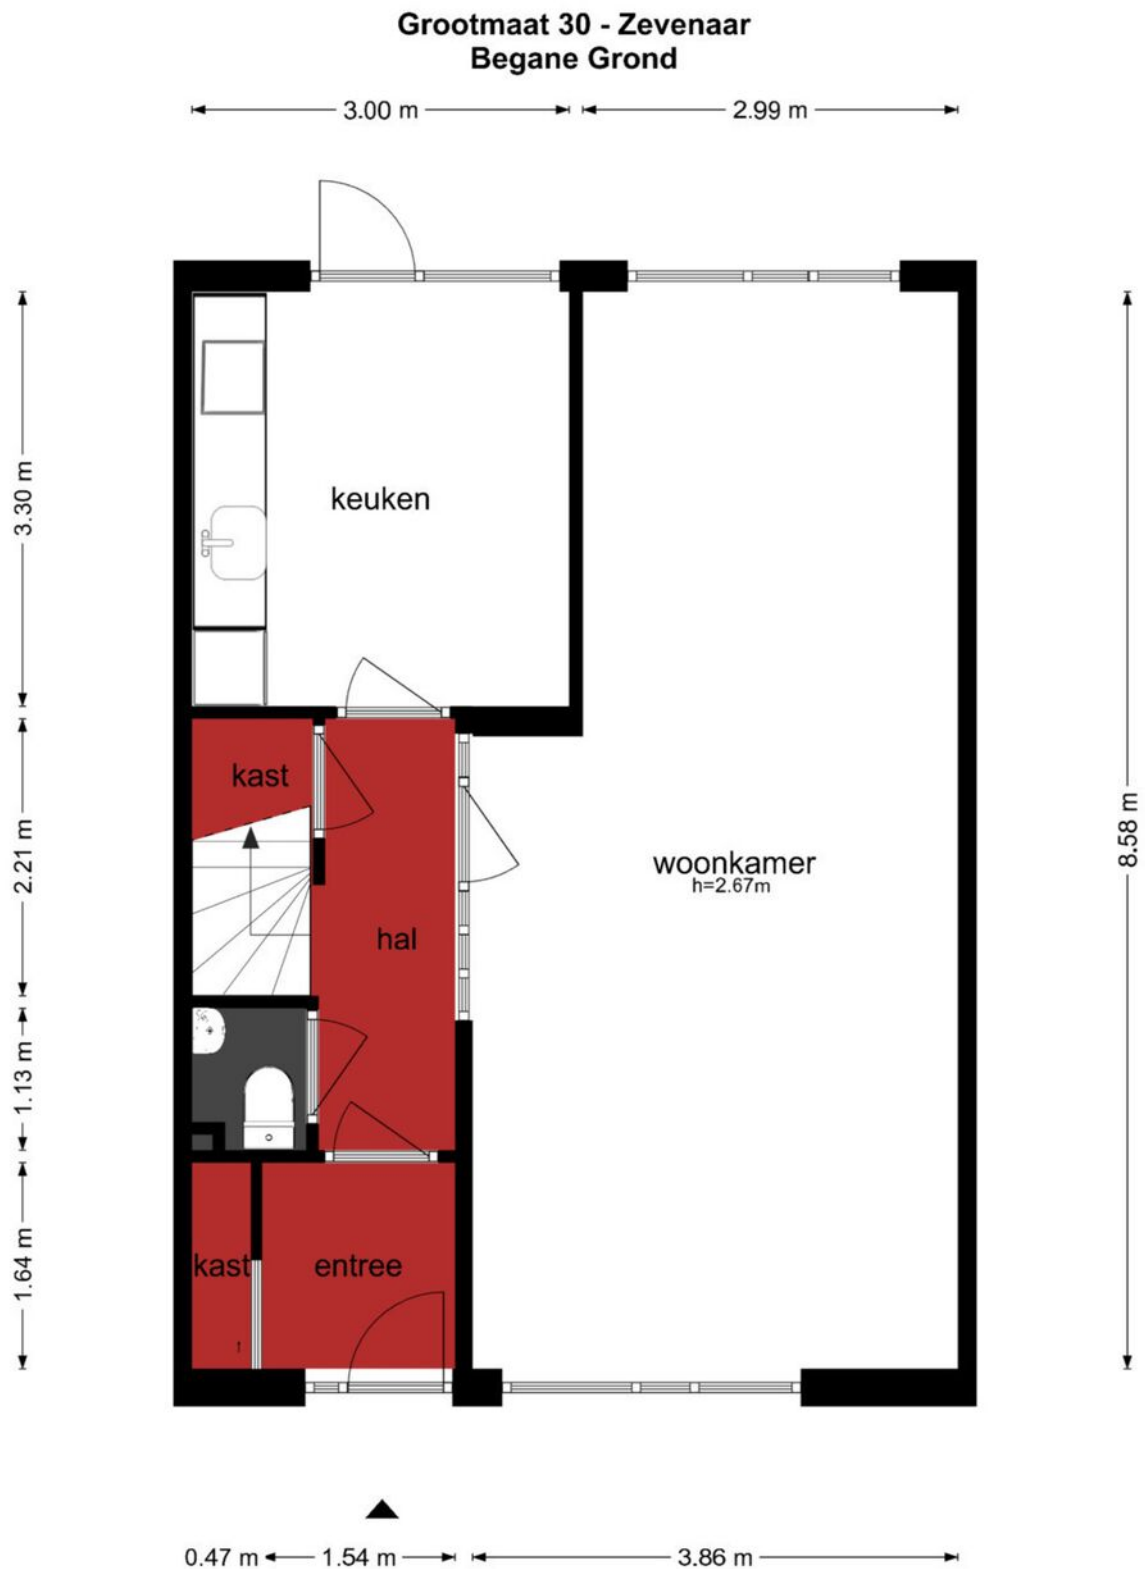 Grootmaat 30 - Zevenaar
Begane Grond
3.00 m
2.99 m
3.30 m
keuken
kast
2.21 m
8.58 m
woonkamer
h=2.67m
hal
1.13 m
1.64 m
kast
entree
0.47 m
1.54 m
3.86 m